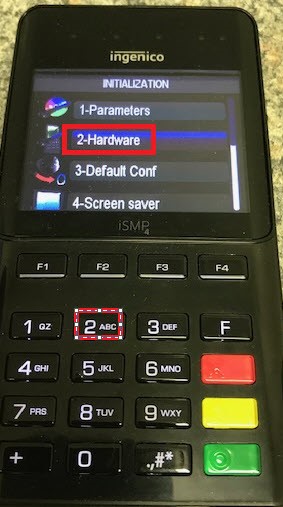 ingenico
INITIALIZATION
1-Parameters
2-Hardware
3-Default Conf
4-Screen saver
iSMP4
F1 F2 F3 F4
1 QZ 2 ABC 3 DEF F
4 GHI 5 JKL 6 MNO
7 PRS 8 TUV 9 WXY
+ 0 .,#*